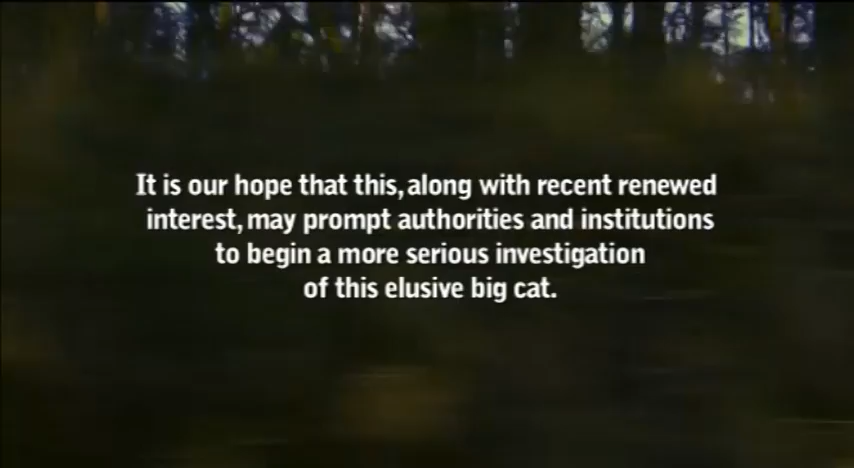 It is our hope that this, along with recent renewed
interest, may prompt authorities and institutions
to begin a more serious investigation
of this elusive big cat.